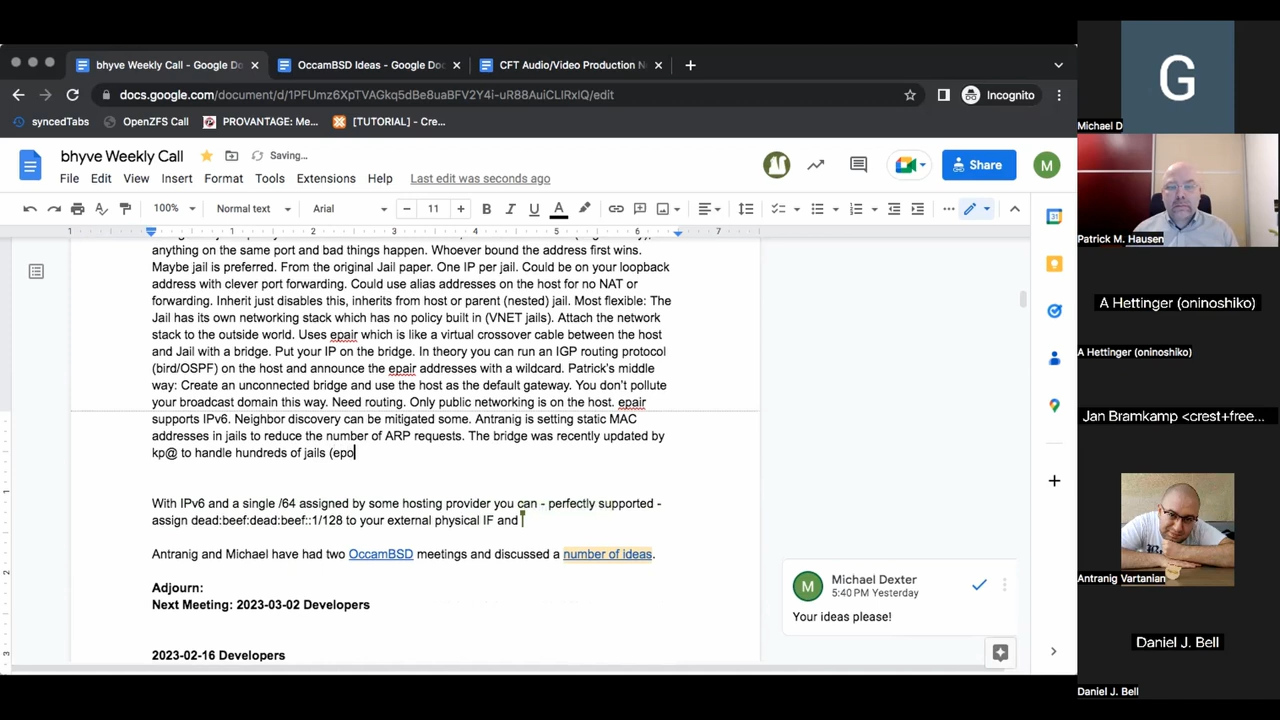 bhyve Weekly Call - Google Do
OccamBSD Ideas - Google Doc
CFT Audio/Video Production N
docs.google.com/document/d/1PFUmz6XpTVAGkq5dBe8uaBFV2Y4i-uR88AuiCLIRxIQ/edit
Incognito
syncedTabs
OpenZFS Call
PROVANTAGE: Me...
[TUTORIAL] - Cre...
bhyve Weekly Call
Saving...
Share
M
File Edit View Insert Format Tools Extensions Help Last edit was seconds ago
100% Normal text Arial 11 B I U A
1 1 2 3 4 5 6 7
anything on the same port and bad things happen. Whoever bound the address first wins.
Maybe jail is preferred. From the original Jail paper. One IP per jail. Could be on your loopback
address with clever port forwarding. Could use alias addresses on the host for no NAT or
forwarding. Inherit just disables this, inherits from host or parent (nested) jail. Most flexible: The
Jail has its own networking stack which has no policy built in (VNET jails). Attach the network
stack to the outside world. Uses epair which is like a virtual crossover cable between the host
and Jail with a bridge. Put your IP on the bridge. In theory you can run an IGP routing protocol
(bird/OSPF) on the host and announce the epair addresses with a wildcard. Patrick's middle
way: Create an unconnected bridge and use the host as the default gateway. You don't pollute
your broadcast domain this way. Need routing. Only public networking is on the host. epair
supports IPv6. Neighbor discovery can be mitigated some. Antranig is setting static MAC
addresses in jails to reduce the number of ARP requests. The bridge was recently updated by
kp@ to handle hundreds of jails (epo
With IPv6 and a single /64 assigned by some hosting provider you can - perfectly supported -
assign dead:beef:dead:beef::1/128 to your external physical IF and
Antranig and Michael have had two OccamBSD meetings and discussed a number of ideas.
Adjourn:
Next Meeting: 2023-03-02 Developers
2023-02-16 Developers
1
2
3
M
Michael Dexter
5:40 PM Yesterday
Your ideas please!
G
Michael D
Patrick M. Hausen
A Hettinger (oninoshiko)
A Hettinger (oninoshiko)
Jan Bramkamp <crest+free...
Antranig Vartanian
Daniel J. Bell
Daniel J. Bell